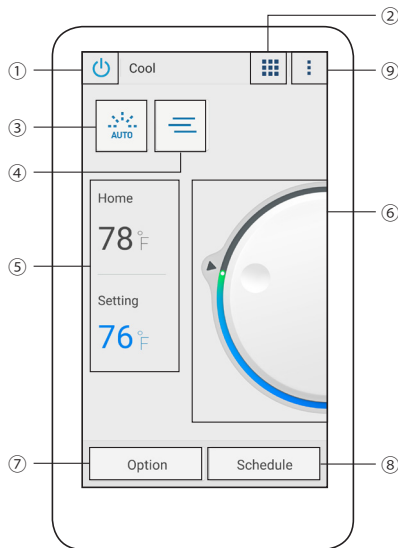 ②
① Cool ⑨
③ AUTO
④
Home
78°F
⑤ ⑥
Setting
76°F
⑦ Option Schedule ⑧